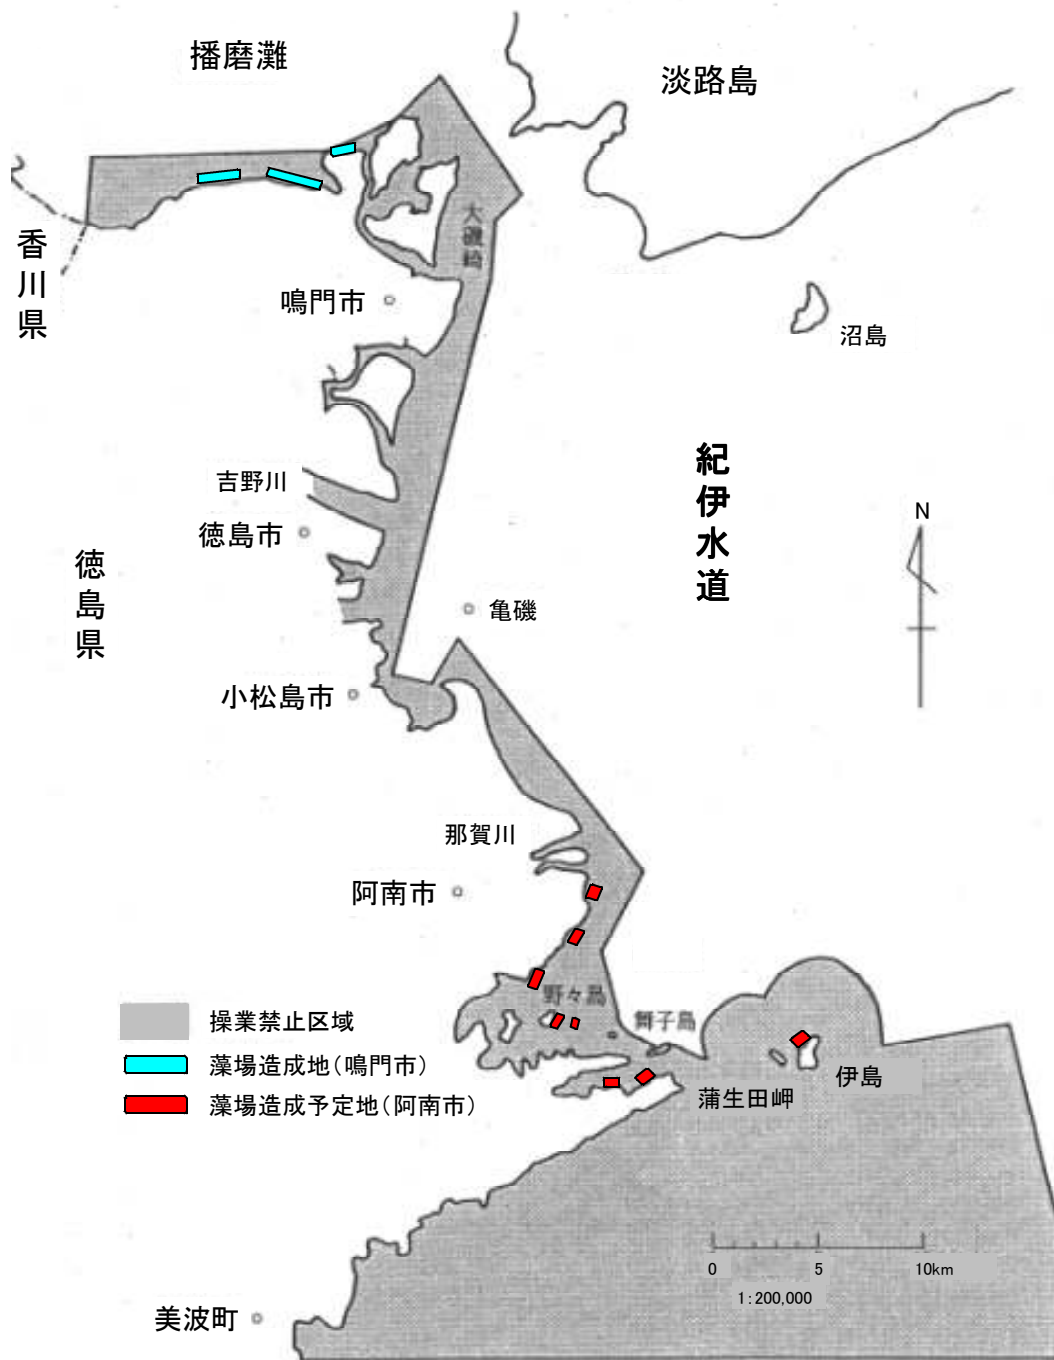 播磨灘
淡路島
大磯崎
香川県
鳴門市
沼島
紀伊水道
吉野川
徳島市
N
徳島県
亀磯
小松島市
那賀川
阿南市
野々島
舞子島
操業禁止区域
藻場造成地(鳴門市)
藻場造成予定地(阿南市)
伊島
蒲生田岬
0 5 10km
1:200,000
美波町